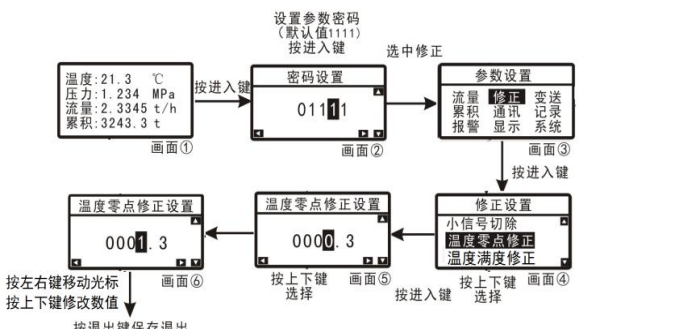 设置参数密码
（默认值1111）
按进入键
选中修正
温度:21.3 ℃
压力:1.234 MPa
流量:2.3345 t/h
累积:3243.3 t
画面①
按进入键
密码设置
01111
画面②
参数设置
流量 修正 变送
累积 通讯 记录
报警 显示 系统
画面③
按进入键
修正设置
小信号切除
温度零点修正
温度满度修正
画面④
按上下键
选择
按进入键
温度零点修正设置
0000.3
画面⑤
按上下键
选择
温度零点修正设置
0001.3
画面⑥
按左右键移动光标
按上下键修改数值
按退出键保存退出